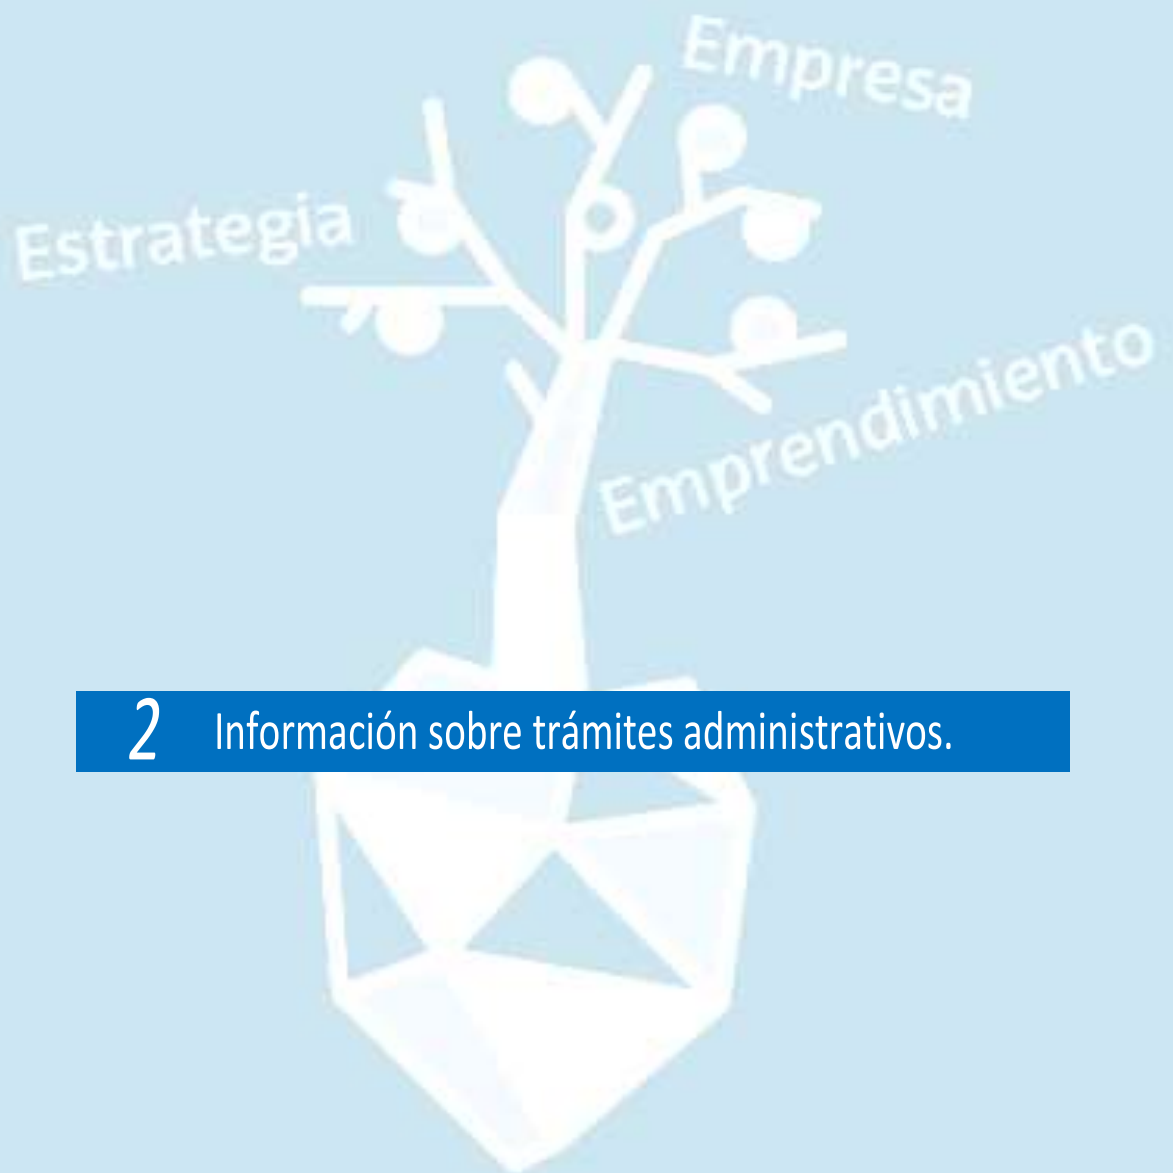 Empresa
Estrategia
Emprendimiento
2 Información sobre trámites administrativos.